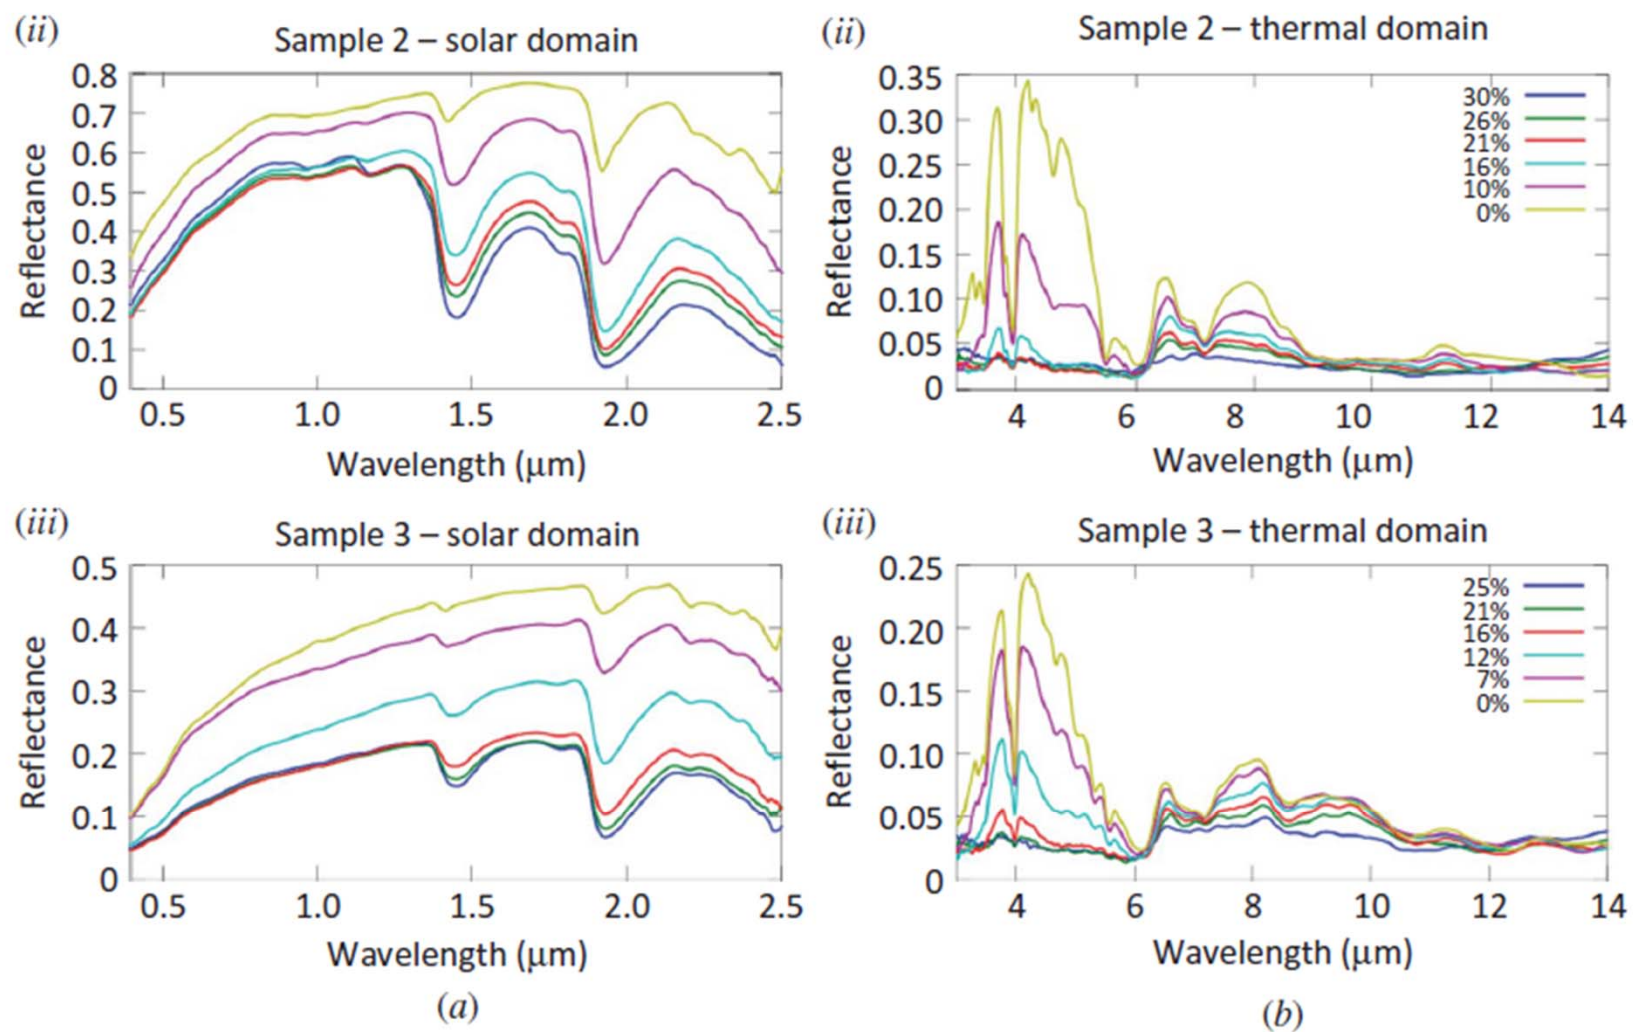 (ii)
Sample 2 – solar domain
0.8
0.7
0.6
0.5
0.4
0.3
0.2
0.1
0
Reflectance
0.5 1.0 1.5 2.0 2.5
Wavelength (μm)
(ii)
Sample 2 – thermal domain
0.35
0.30
0.25
0.20
0.15
0.10
0.05
0
Reflectance
30%
26%
21%
16%
10%
0%
4 6 8 10 12 14
Wavelength (μm)
(iii)
Sample 3 – solar domain
0.5
0.4
0.3
0.2
0.1
0
Reflectance
0.5 1.0 1.5 2.0 2.5
Wavelength (μm)
(a)
(iii)
Sample 3 – thermal domain
0.25
0.20
0.15
0.10
0.05
0
Reflectance
25%
21%
16%
12%
7%
0%
4 6 8 10 12 14
Wavelength (μm)
(b)